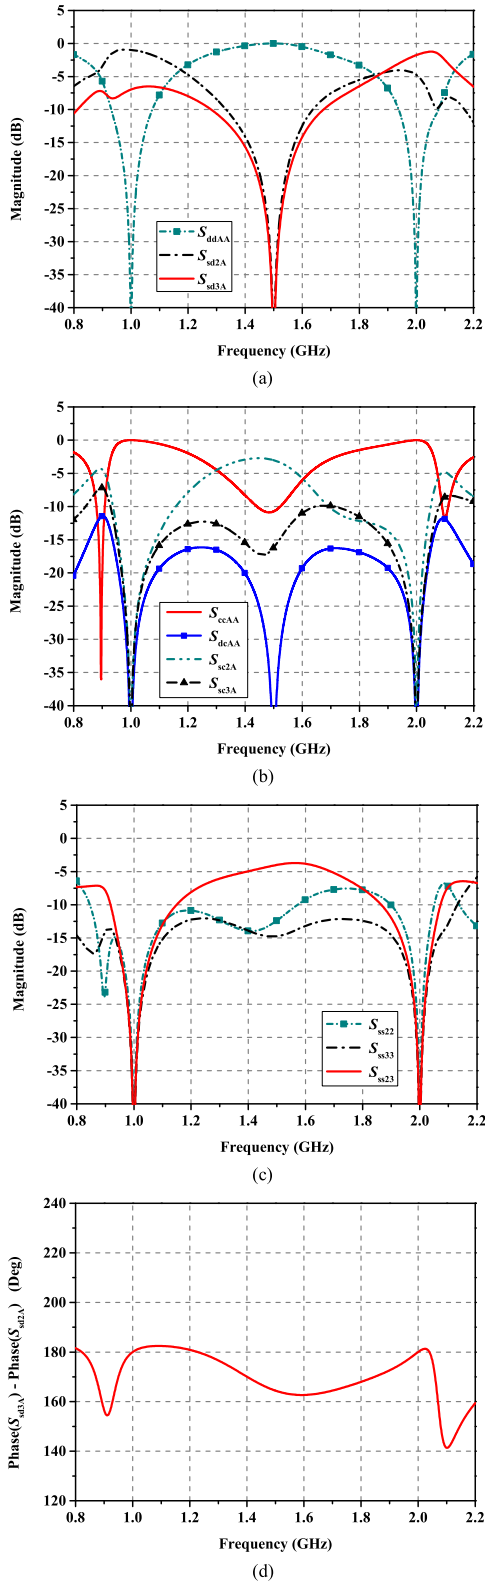 5
0
-5
-10
-15
-20
-25
-30
-35
-40
Magnitude (dB)
SddAA
Ssd2A
Ssd3A
0.8 1.0 1.2 1.4 1.6 1.8 2.0 2.2
Frequency (GHz)
(a)
5
0
-5
-10
-15
-20
-25
-30
-35
-40
Magnitude (dB)
SccAA
SdcAA
Ssc2A
Ssc3A
0.8 1.0 1.2 1.4 1.6 1.8 2.0 2.2
Frequency (GHz)
(b)
5
0
-5
-10
-15
-20
-25
-30
-35
-40
Magnitude (dB)
Sss22
Sss33
Sss23
0.8 1.0 1.2 1.4 1.6 1.8 2.0 2.2
Frequency (GHz)
(c)
240
220
200
180
160
140
120
Phase(Ssd3A) - Phase(Ssd2A) (Deg)
0.8 1.0 1.2 1.4 1.6 1.8 2.0 2.2
Frequency (GHz)
(d)